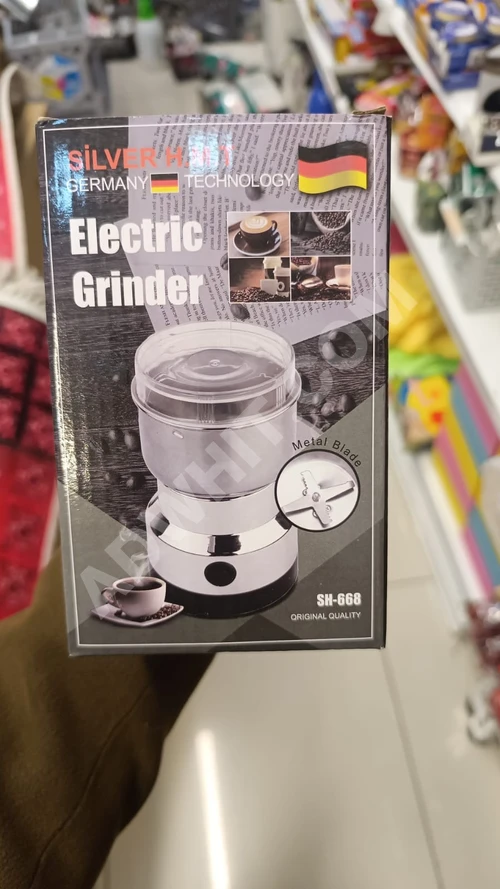 SİLVER
GERMANY TECHNOLOGY
Electric
Grinder
Metal Blade
SH-668
ORIGINAL QUALITY